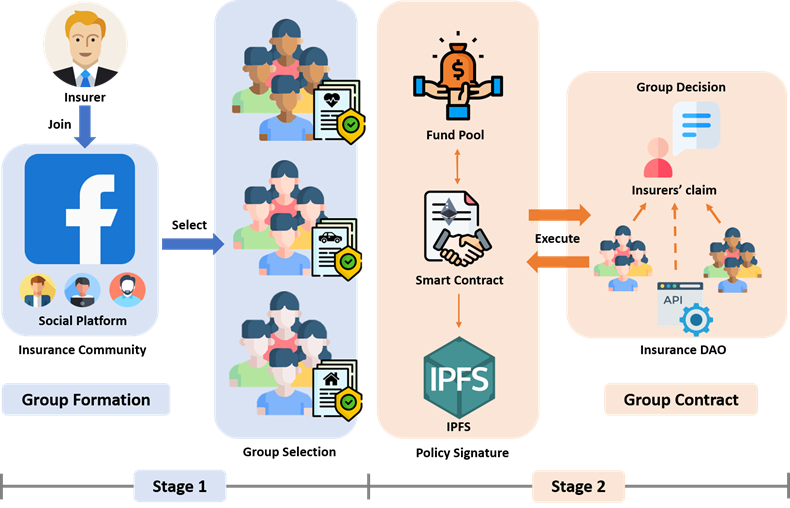 Insurer
Join
f
Social Platform
Insurance Community
Group Formation
Select
Group Selection
Fund Pool
Smart Contract
IPFS
IPFS
Policy Signature
Execute
Group Decision
Insurers' claim
API
Insurance DAO
Group Contract
Stage 1
Stage 2